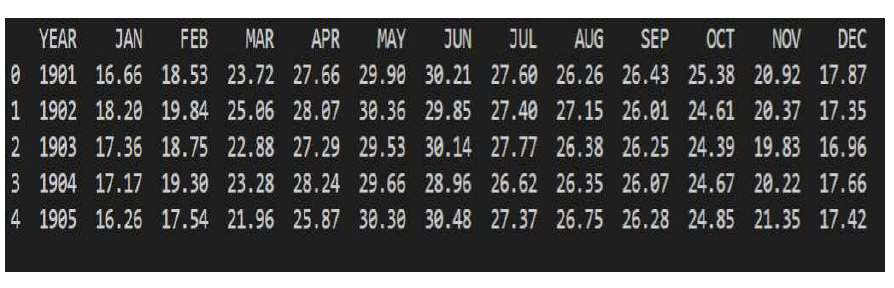 YEAR JAN FEB MAR APR MAY JUN JUL AUG SEP OCT NOV DEC
0 1901 16.66 18.53 23.72 27.66 29.90 30.21 27.60 26.26 26.43 25.38 20.92 17.87
1 1902 18.20 19.84 25.06 28.07 30.36 29.85 27.40 27.15 26.01 24.61 20.37 17.35
2 1903 17.36 18.75 22.88 27.29 29.53 30.14 27.77 26.38 26.25 24.39 19.83 16.96
3 1904 17.17 19.30 23.28 28.24 29.66 28.96 26.62 26.35 26.07 24.67 20.22 17.66
4 1905 16.26 17.54 21.96 25.87 30.30 30.48 27.37 26.75 26.28 24.85 21.35 17.42